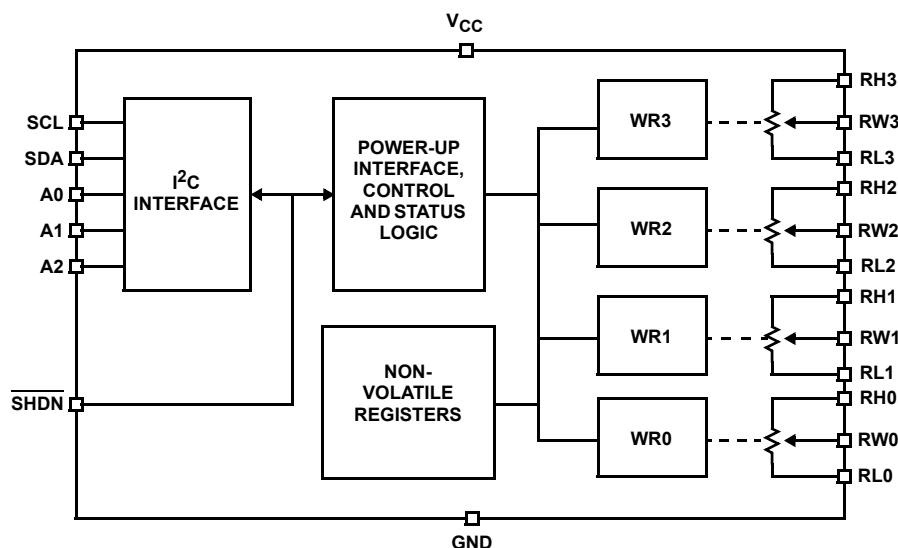 VCC
SCL
SDA
A0
A1
A2
SHDN
I2C
INTERFACE
POWER-UP
INTERFACE,
CONTROL
AND STATUS
LOGIC
NON-
VOLATILE
REGISTERS
WR3
WR2
WR1
WR0
RH3
RW3
RL3
RH2
RW2
RL2
RH1
RW1
RL1
RH0
RW0
RL0
GND